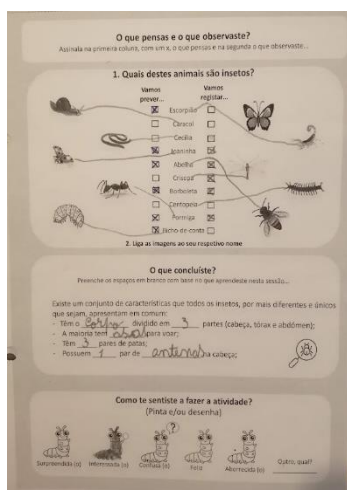 O que pensas e o que observaste?
Assinala na primeira coluna, com um x, o que pensas e na segunda o que observaste...
1. Quais destes animais são insetos?
Vamos prever... Vamos registar...
Escorpião
Caracol
Cecília
Joaninha
Abelha
Borboleta
Centopeia
Formiga
Bicho-de-conta
2. Liga as imagens ao seu respetivo nome
O que concluíste?
Preenche os espaços em branco com base no que aprendeste nesta sessão...
Existe um conjunto de características que todos os insetos, por mais diferentes e únicos
que sejam, apresentam em comum:
- Têm o corpo dividido em 3 partes (cabeça, tórax e abdómen);
- A maioria tem asas para voar;
- Têm 3 pares de patas;
- Possuem 1 par de antenas na cabeça;
Como te sentiste a fazer a atividade?
(Pinta e/ou desenha)
?
Surpreendida (o) Interessada (o) Confusa (o) Feliz Aborrecida (o) Outro, qual?